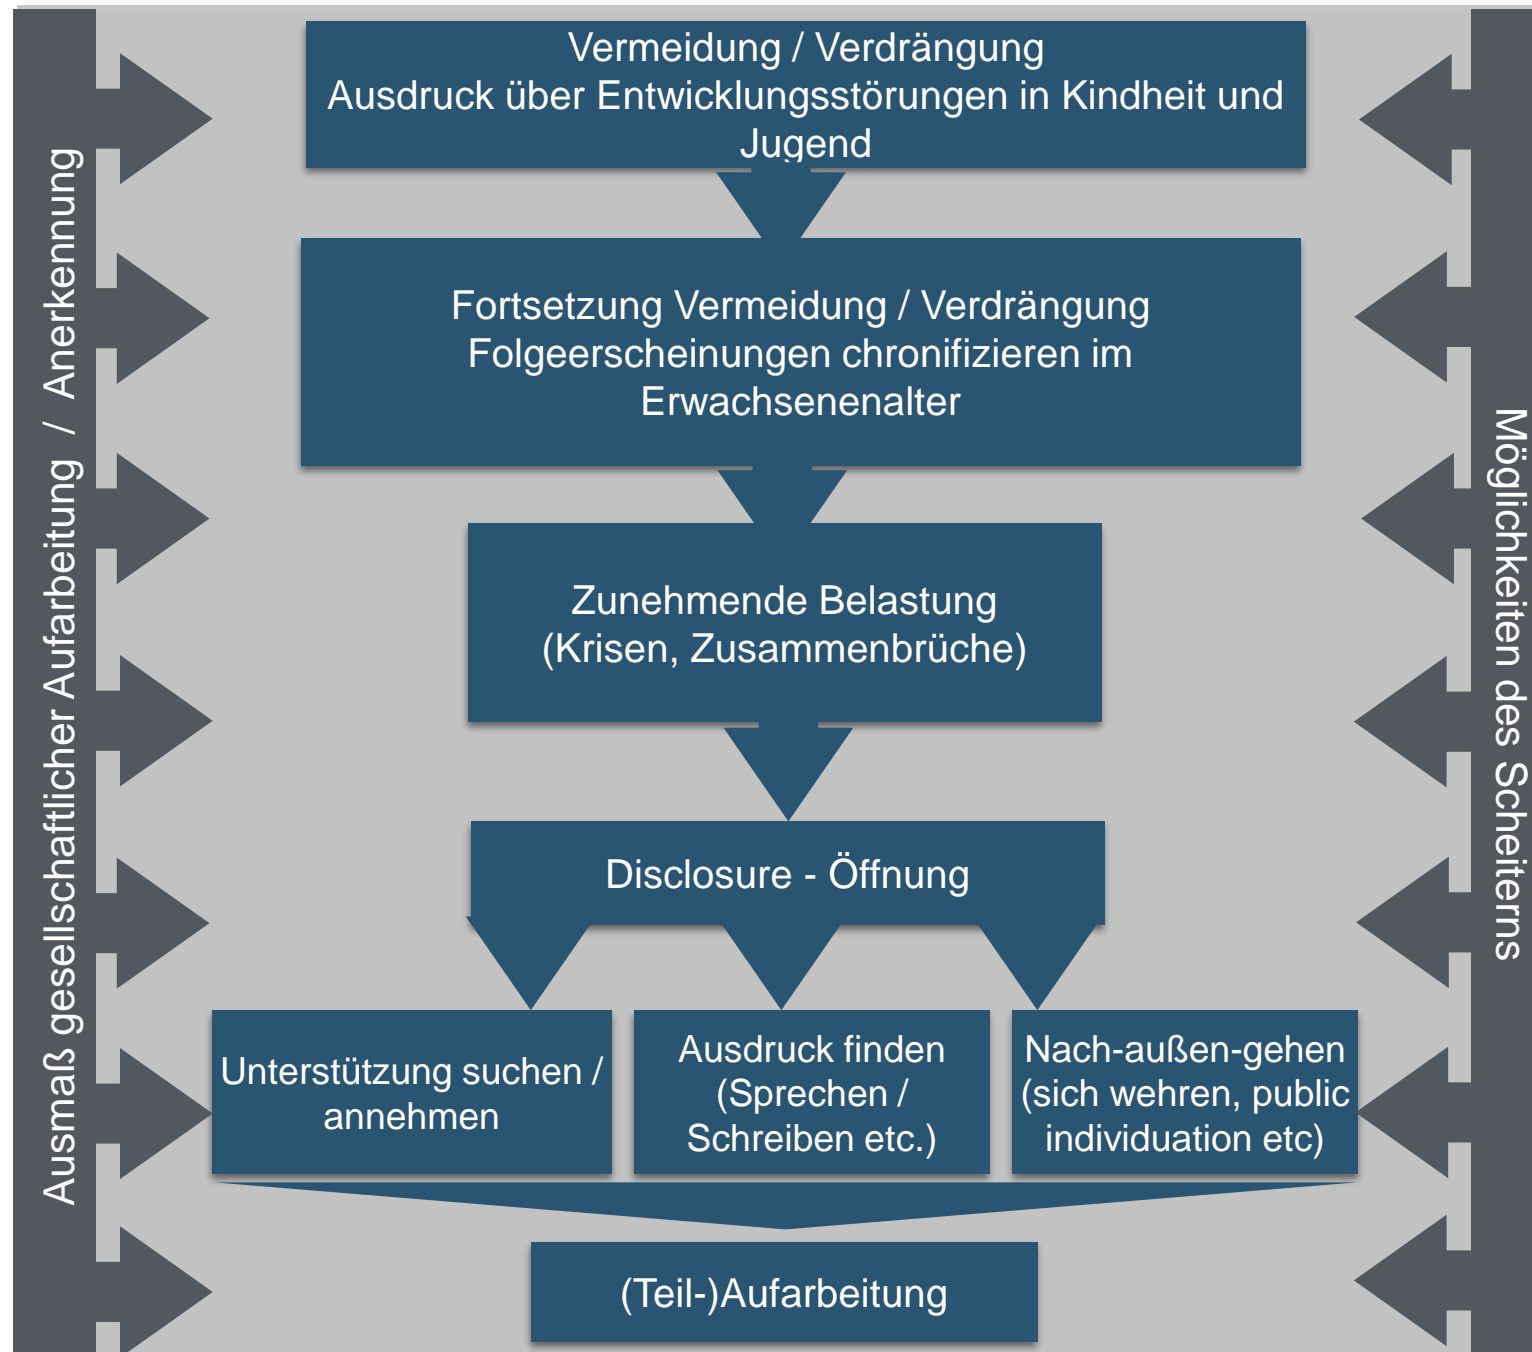 Ausmaß gesellschaftlicher Aufarbeitung / Anerkennung
Vermeidung / Verdrängung
Ausdruck über Entwicklungsstörungen in Kindheit und
Jugend
Fortsetzung Vermeidung / Verdrängung
Folgeerscheinungen chronifizieren im
Erwachsenenalter
Zunehmende Belastung
(Krisen, Zusammenbrüche)
Disclosure - Öffnung
Unterstützung suchen /
annehmen
Ausdruck finden
(Sprechen /
Schreiben etc.)
Nach-außen-gehen
(sich wehren, public
individuation etc)
(Teil-)Aufarbeitung
Möglichkeiten des Scheiterns